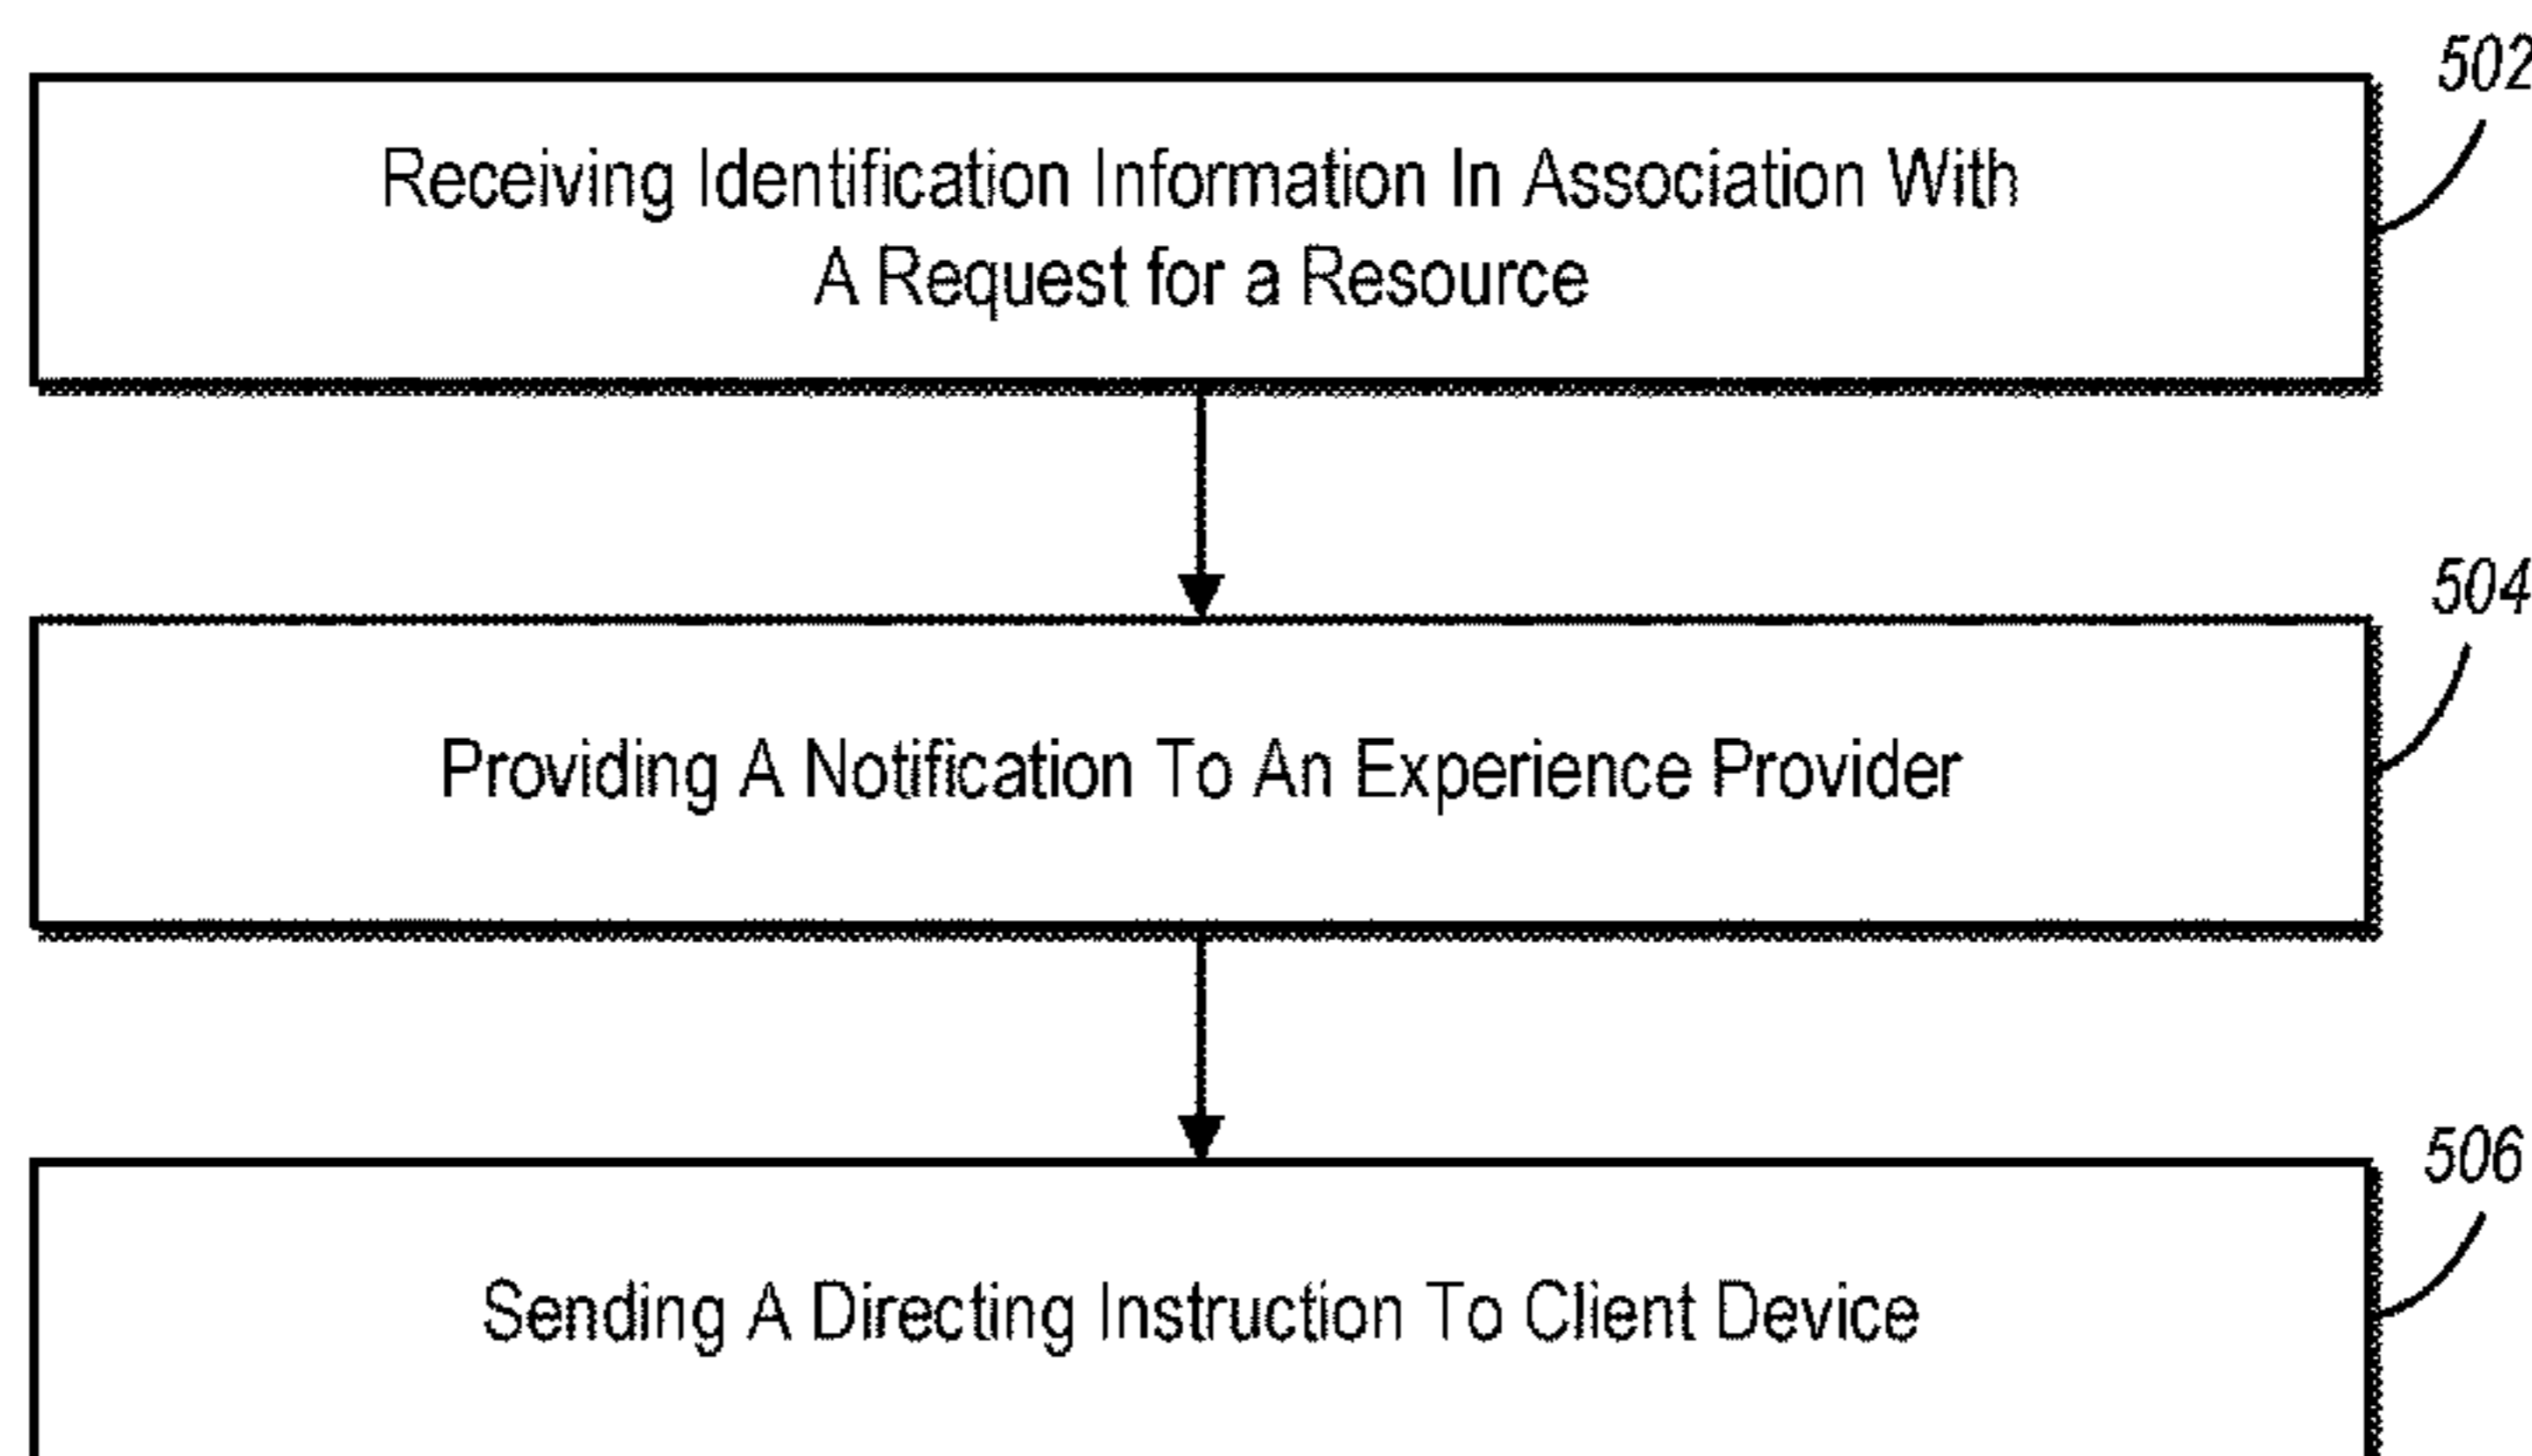 502
Receiving Identification Information In Association With
A Request for a Resource
504
Providing A Notification To An Experience Provider
506
Sending A Directing Instruction To Client Device